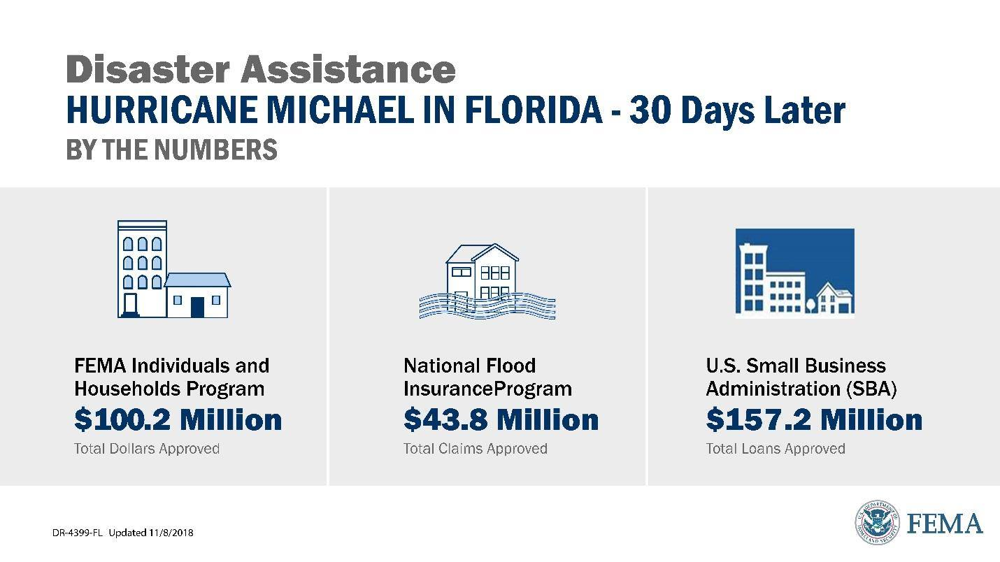 Disaster Assistance
HURRICANE MICHAEL IN FLORIDA - 30 Days Later
BY THE NUMBERS
FEMA Individuals and
Households Program
$100.2 Million
Total Dollars Approved
National Flood
InsuranceProgram
$43.8 Million
Total Claims Approved
U.S. Small Business
Administration (SBA)
$157.2 Million
Total Loans Approved
DR-4399-FL Updated 11/8/2018
U.S. DEPARTMENT OF
HOMELAND SECURITY
FEMA